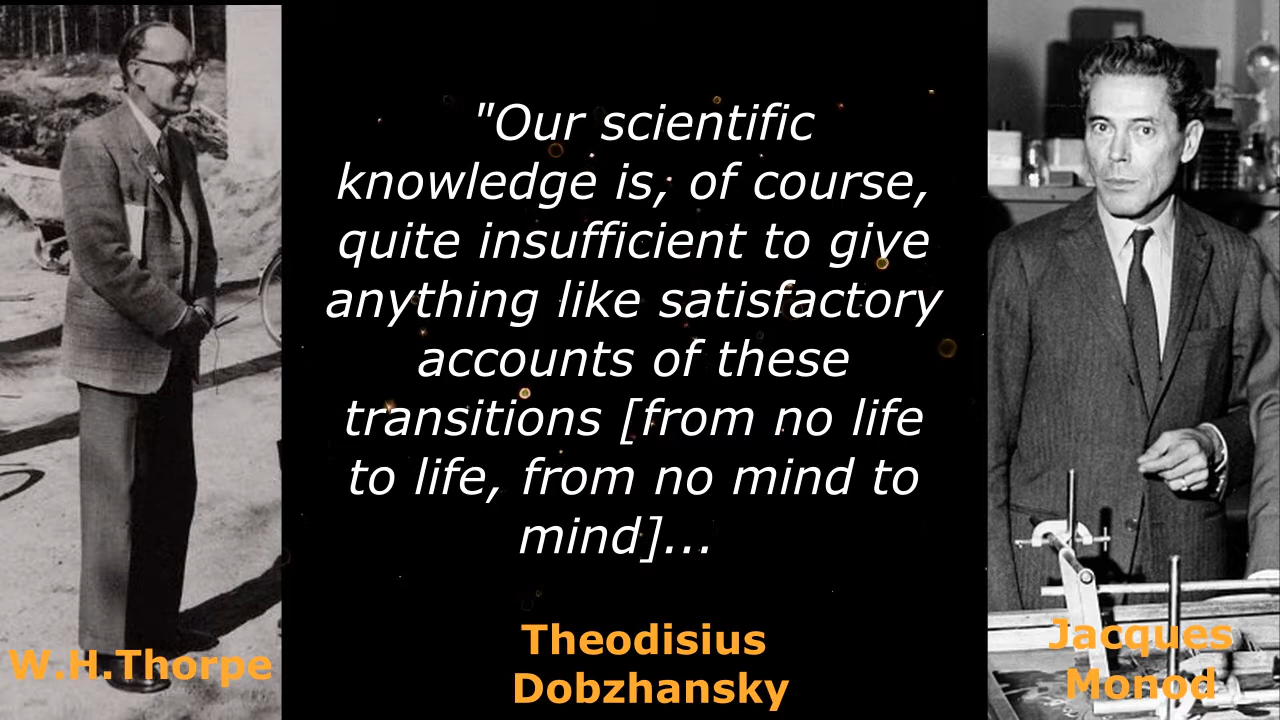 "Our scientific
knowledge is, of course,
quite insufficient to give
anything like satisfactory
accounts of these
transitions [from no life
to life, from no mind to
mind]...
W.H.Thorpe
Theodisius
Dobzhansky
Jacques
Monod